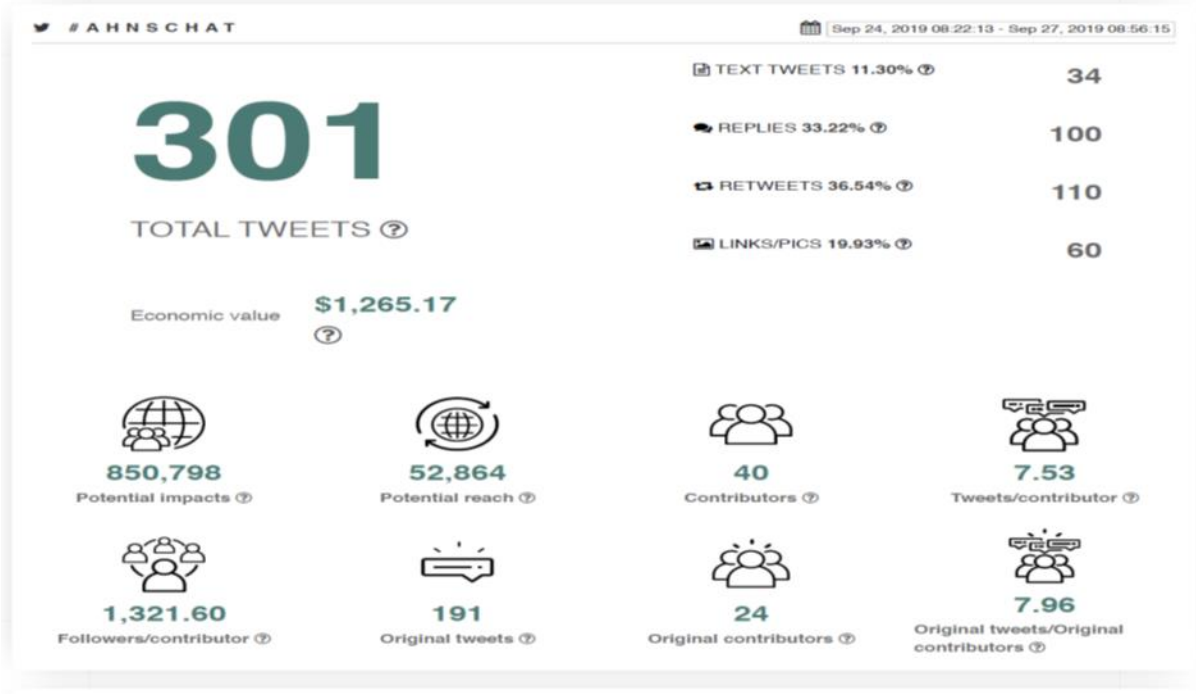 #AHNSCHAT
Sep 24, 2019 08:22:13 - Sep 27, 2019 08:56:15
301
TOTAL TWEETS ?
Economic value $1,265.17
?
TEXT TWEETS 11.30% ? 34
REPLIES 33.22% ? 100
RETWEETS 36.54% ? 110
LINKS/PICS 19.93% ? 60
850,798 52,864 40 7.53
Potential impacts ? Potential reach ? Contributors ? Tweets/contributor ?
1,321.60 191 24 7.96
Followers/contributor ? Original tweets ? Original contributors ? Original tweets/Original
contributors ?